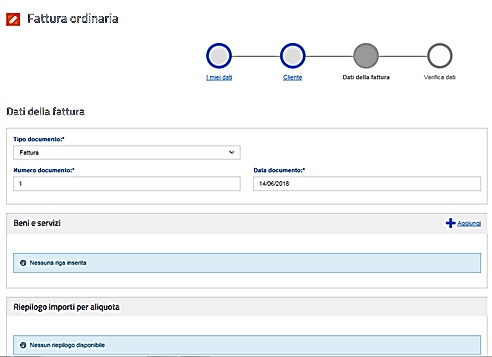 Fattura ordinaria
I miei dati
Cliente
Dati della fattura
Verifica dati
Dati della fattura
Tipo documento:*
Fattura
Numero documento:*
Data documento:*
1
14/06/2018
Beni e servizi
Aggiungi
Nessuna riga inserita
Riepilogo importi per aliquota
Nessun riepilogo disponibile